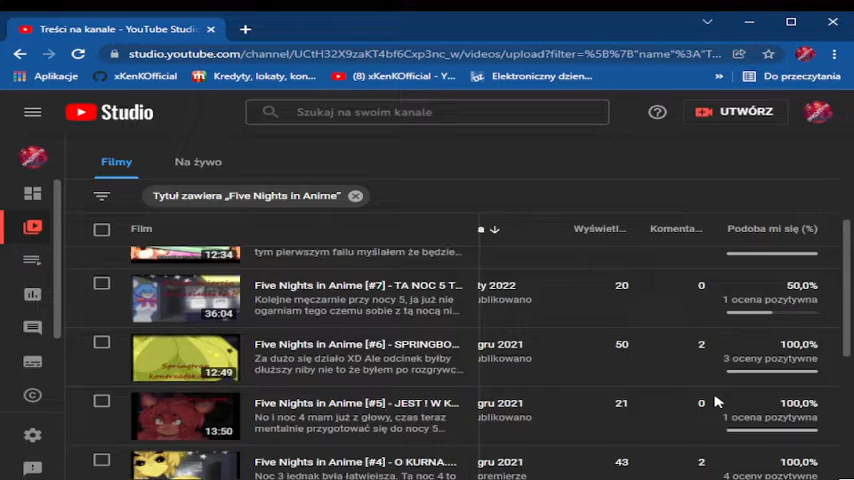 Treści na kanale - YouTube Studio
studio.youtube.com/channel/UCtH32X9zaKT4bf6Cxp3nc_w/videos/upload?filter=%5B%7B"name"%3A"T...
Aplikacje xKenKOfficial Kredyty, lokaty, kon... (8) xKenKOfficial - Y... Elektroniczny dzien... » Do przeczytania
Studio
Szukaj na swoim kanale
UTWÓRZ
Filmy Na żywo
Tytuł zawiera „Five Nights in Anime”
Film
a Wyświetl... Komenta... Podoba mi się (%)
12:34 tym pierwszym failu myślałem że będzie...
Five Nights in Anime [#7] - TA NOC 5 T... ty 2022 20 0 50,0%
Kolejne męczarnie przy nocy 5, ja już nie ublikowano 1 ocena pozytywna
36:04 ogarniam tego czemu sobie z tą nocą ni...
Five Nights in Anime [#6] - SPRINGBO... gru 2021 50 2 100,0%
Za dużo się działo XD Ale odcinek byłby ublikowano 3 oceny pozytywne
12:49 dłuższy niby nie to że byłem po rozgrywc...
Springtrap
Five Nights in Anime [#5] - JEST ! W K... gru 2021 21 0 100,0%
No i noc 4 mam już z głowy, czas teraz ublikowano 1 ocena pozytywna
13:50 mentalnie przygotować się do nocy 5...
Five Nights in Anime [#4] - O KURNA.... gru 2021 43 2 100,0%
Noc 3 jednak była łatwiejsza. Ta noc 4 to premierze 4 oceny pozytywne